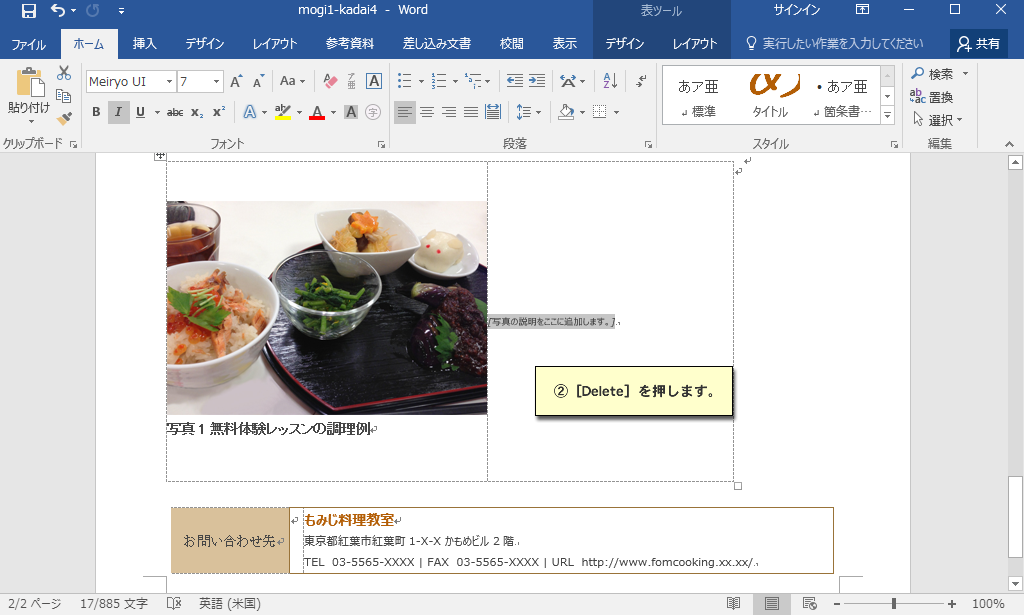 mogi1-kadai4 - Word
表ツール
サインイン
ファイル ホーム 挿入 デザイン レイアウト 参考資料 差し込み文書 校閲 表示 デザイン レイアウト 実行したい作業を入力してください 共有
貼り付け
Meiryo UI 7
A A Aa A
B I U abc x₂ x² A aly A A 字
あア亜
標準
タイトル
・あア亜
箇条書…
検索
置換
選択
クリップボード フォント 段落 スタイル 編集
[写真の説明をここに追加します。]
② [Delete] を押します。
写真 1 無料体験レッスンの調理例
お問い合わせ先
もみじ料理教室
東京都紅葉市紅葉町 1-X-X かもめビル 2 階
TEL 03-5565-XXXX | FAX 03-5565-XXXX | URL http://www.fomcooking.xx.xx/
2/2 ページ 17/885 文字 英語 (米国) 100%